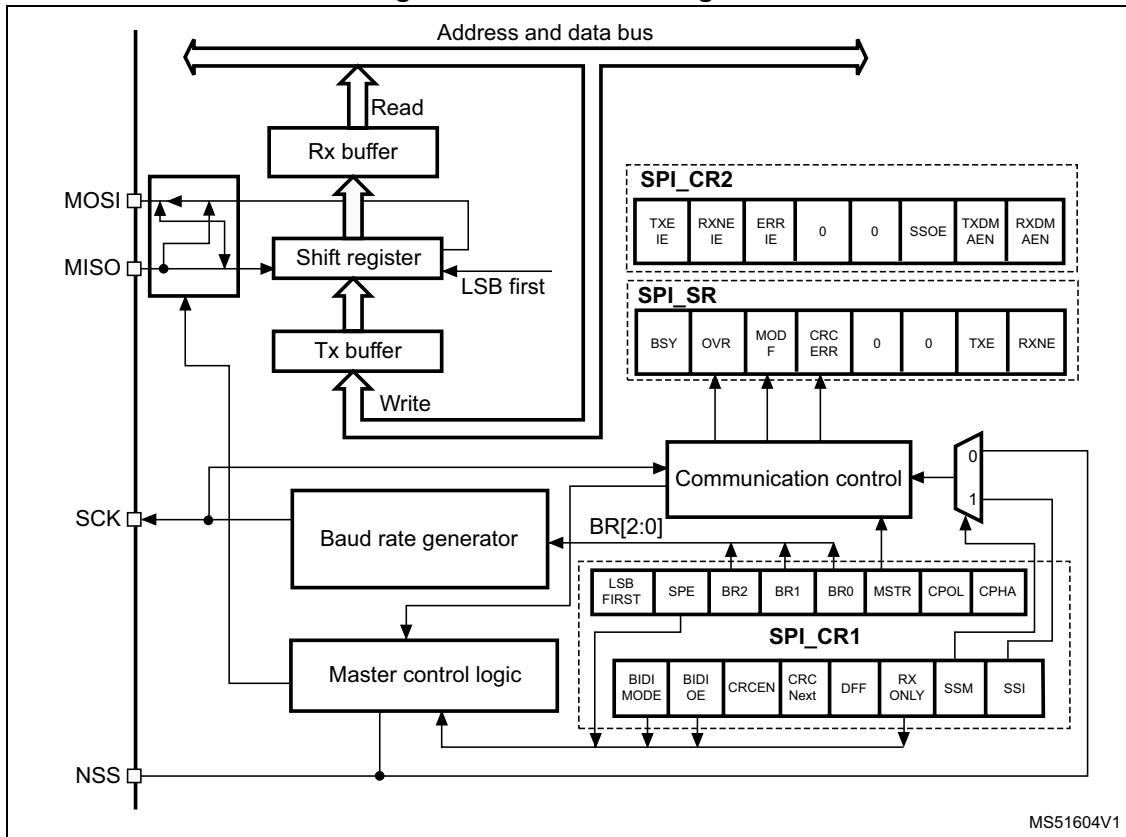 Address and data bus
Read
Rx buffer
MOSI
SPI_CR2
TXE
IE
RXNE
IE
ERR
IE
0
0
SSOE
TXDM
AEN
RXDM
AEN
MISO
Shift register
LSB first
SPI_SR
BSY
OVR
MOD
F
CRC
ERR
0
0
TXE
RXNE
Tx buffer
Write
Communication control
0
1
SCK
Baud rate generator
BR[2:0]
LSB
FIRST
SPE
BR2
BR1
BR0
MSTR
CPOL
CPHA
SPI_CR1
Master control logic
BIDI
MODE
BIDI
OE
CRCEN
CRC
Next
DFF
RX
ONLY
SSM
SSI
NSS
MS51604V1